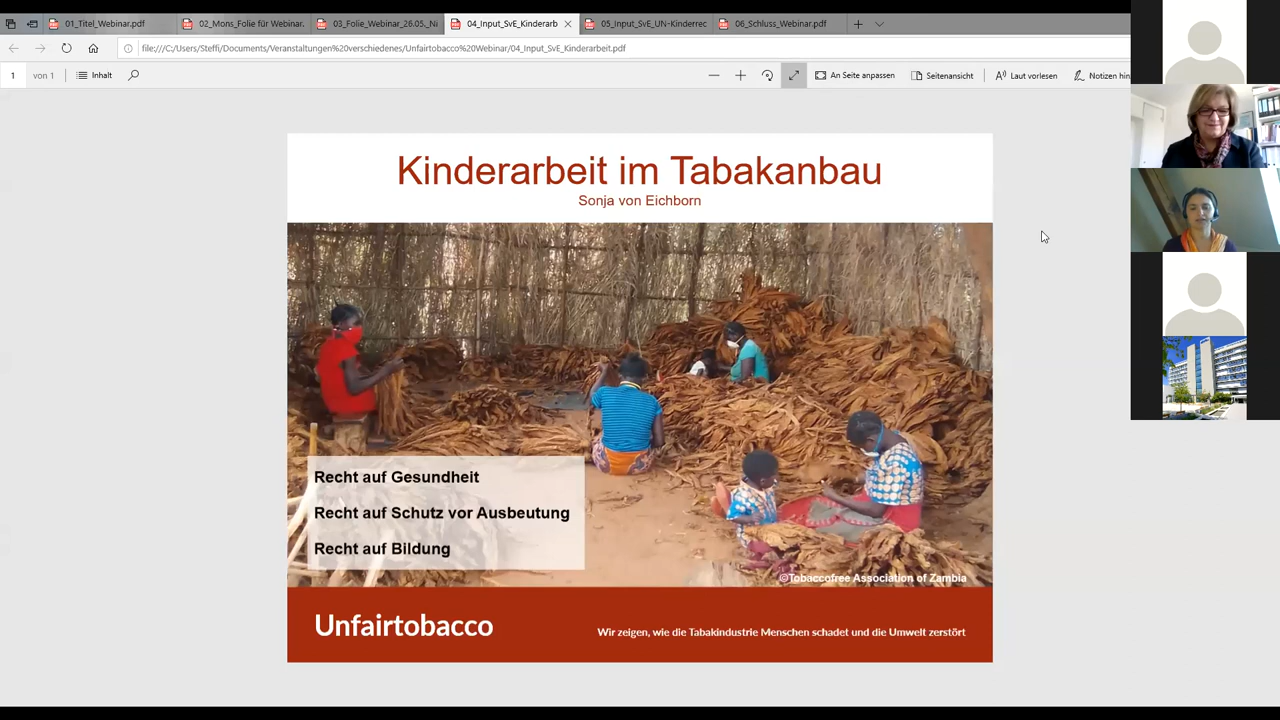 01_Titel_Webinar.pdf
02_Mons_Folie für Webinar.
03_Folie_Webinar_26.05._Ni
04_Input_SvE_Kinderarb
05_Input_SvE_UN-Kinderrec
06_Schluss_Webinar.pdf
file:///C:/Users/Steffi/Documents/Veranstaltungen%20verschiedenes/Unfairtobacco%20Webinar/04_Input_SvE_Kinderarbeit.pdf
1 von 1 Inhalt An Seite anpassen Seitenansicht Laut vorlesen Notizen hin
Kinderarbeit im Tabakanbau
Sonja von Eichborn
Recht auf Gesundheit
Recht auf Schutz vor Ausbeutung
Recht auf Bildung
©Tobaccofree Association of Zambia
Unfairtobacco
Wir zeigen, wie die Tabakindustrie Menschen schadet und die Umwelt zerstört